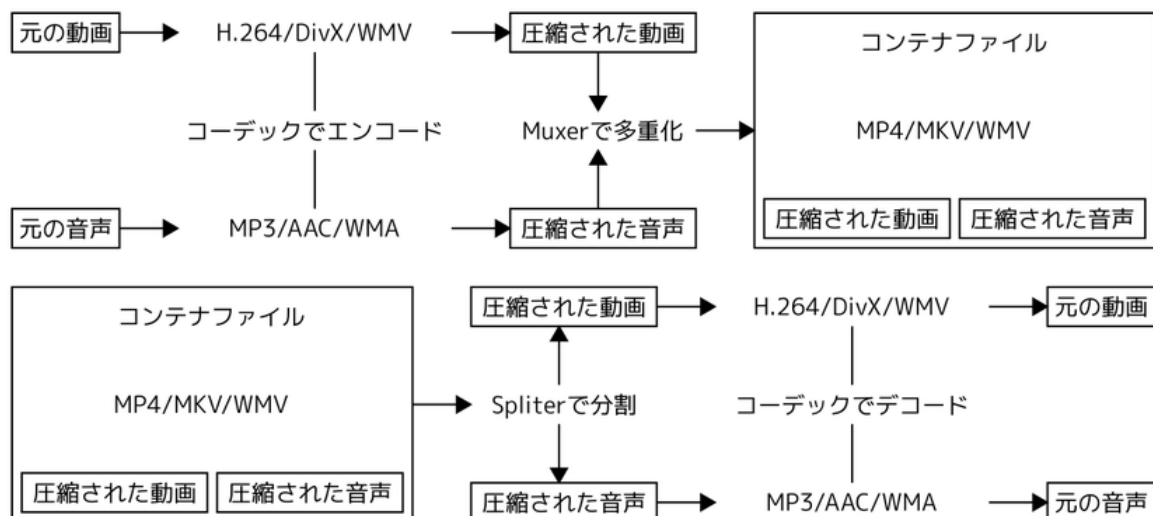 元の動画 H.264/DivX/WMV 圧縮された動画 コンテナファイル
コーデックでエンコード Muxerで多重化 MP4/MKV/WMV
圧縮された動画 圧縮された音声
元の音声 MP3/AAC/WMA 圧縮された音声
コンテナファイル 圧縮された動画 H.264/DivX/WMV 元の動画
MP4/MKV/WMV Spliterで分割 コーデックでデコード
圧縮された動画 圧縮された音声 圧縮された音声 MP3/AAC/WMA 元の音声